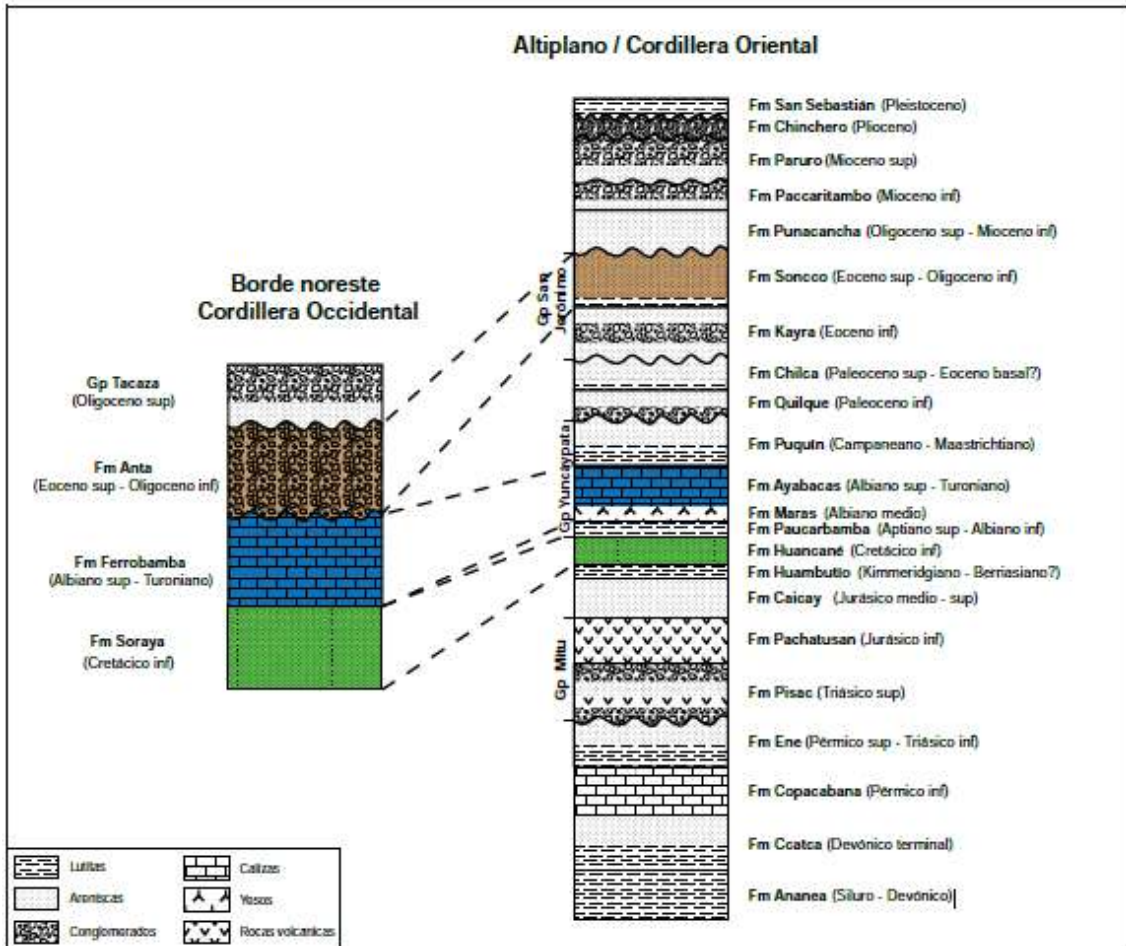 Altiplano / Cordillera Oriental
Fm San Sebastián (Pleistoceno)
Fm Chinchero (Plioceno)
Fm Paruro (Mioceno sup)
Fm Paccaritambo (Mioceno inf)
Fm Punacancha (Oligoceno sup - Mioceno inf)
Fm Soncco (Eoceno sup - Oligoceno inf)
Fm Kayra (Eoceno inf)
Fm Chilca (Paleoceno sup - Eoceno basal?)
Fm Quilque (Paleoceno inf)
Fm Puquín (Campaneano - Maastrichtiano)
Fm Ayabacas (Albiano sup - Turoniano)
Fm Maras (Albiano medio)
Fm Paucarbamba (Aptiano sup - Albiano inf)
Fm Huancané (Cretácico inf)
Fm Huambutio (Kimmeridgiano - Berriasiano?)
Fm Caicay (Jurásico medio - sup)
Fm Pachatusan (Jurásico inf)
Fm Pisac (Triásico sup)
Fm Ene (Pérmico sup - Triásico inf)
Fm Copacabana (Pérmico inf)
Fm Ccatca (Devónico terminal)
Fm Ananea (Siluro - Devónico)
Gp San
Jerónimo
Gp Yuncaypata
Gp Mitu
Borde noreste
Cordillera Occidental
Gp Tacaza
(Oligoceno sup)
Fm Anta
(Eoceno sup - Oligoceno inf)
Fm Ferrobamba
(Albiano sup - Turoniano)
Fm Soraya
(Cretácico inf)
Lutitas
Areniscas
Conglomerados
Calizas
Yesos
Rocas volcanicas